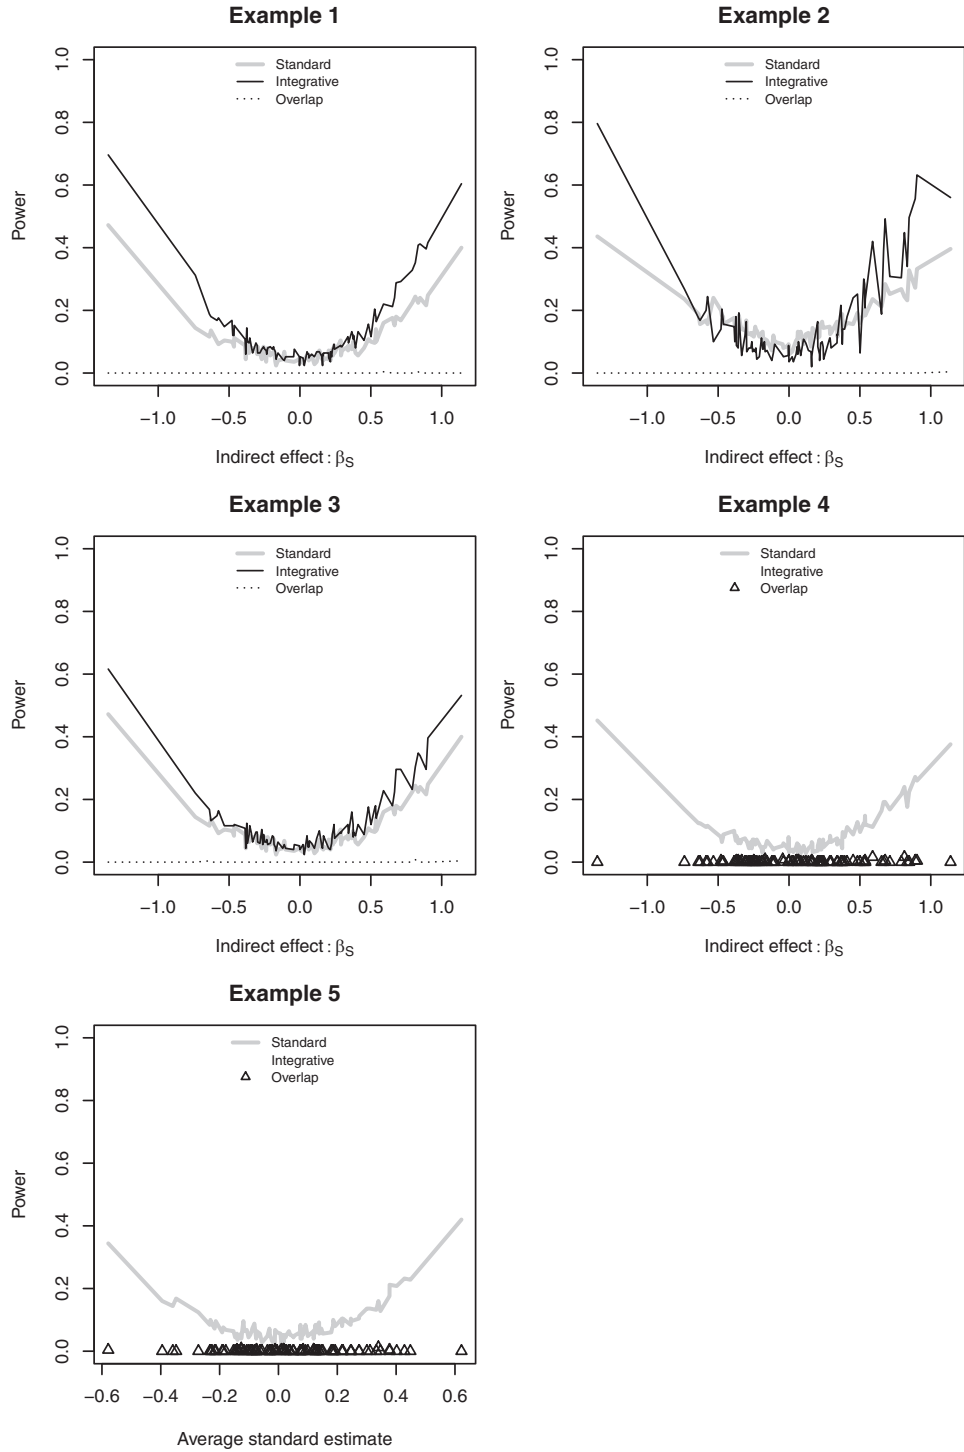 Example 1
Power
1.0
0.8
0.6
0.4
0.2
0.0
Standard
Integrative
Overlap
−1.0 −0.5 0.0 0.5 1.0
Indirect effect : βS
Example 2
Power
1.0
0.8
0.6
0.4
0.2
0.0
Standard
Integrative
Overlap
−1.0 −0.5 0.0 0.5 1.0
Indirect effect : βS
Example 3
Power
1.0
0.8
0.6
0.4
0.2
0.0
Standard
Integrative
Overlap
−1.0 −0.5 0.0 0.5 1.0
Indirect effect : βS
Example 4
Power
1.0
0.8
0.6
0.4
0.2
0.0
Standard
Integrative
Overlap
−1.0 −0.5 0.0 0.5 1.0
Indirect effect : βS
Example 5
Power
1.0
0.8
0.6
0.4
0.2
0.0
Standard
Integrative
Overlap
−0.6 −0.4 −0.2 0.0 0.2 0.4 0.6
Average standard estimate